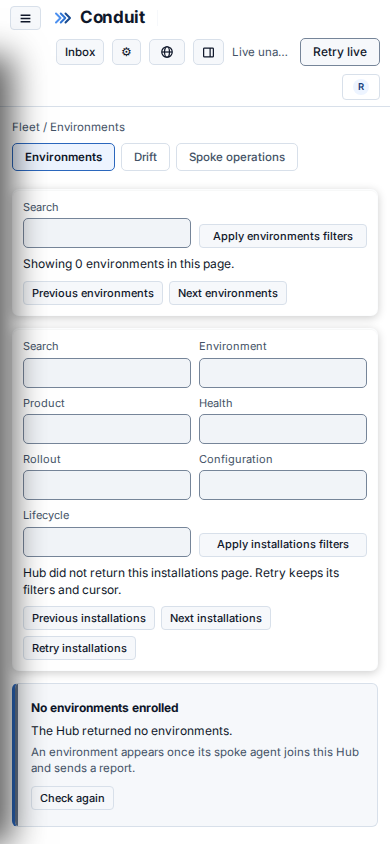 Conduit
Inbox
Live una...
Retry live
R
Fleet / Environments
Environments
Drift
Spoke operations
Search
Apply environments filters
Showing 0 environments in this page.
Previous environments
Next environments
Search
Environment
Product
Health
Rollout
Configuration
Lifecycle
Apply installations filters
Hub did not return this installations page. Retry keeps its
filters and cursor.
Previous installations
Next installations
Retry installations
No environments enrolled
The Hub returned no environments.
An environment appears once its spoke agent joins this Hub
and sends a report.
Check again